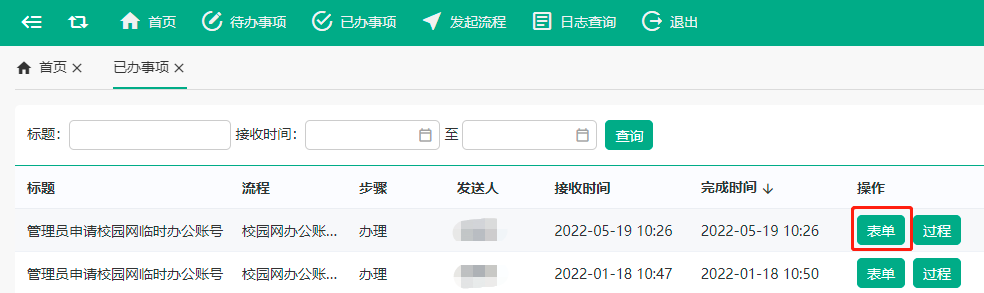 首页 待办事项 已办事项 发起流程 日志查询 退出
首页 已办事项
标题: 接收时间: 至 查询
标题 流程 步骤 发送人 接收时间 完成时间 操作
管理员申请校园网临时办公账号 校园网办公账... 办理 2022-05-19 10:26 2022-05-19 10:26 表单 过程
管理员申请校园网临时办公账号 校园网办公账... 办理 2022-01-18 10:47 2022-01-18 10:50 表单 过程